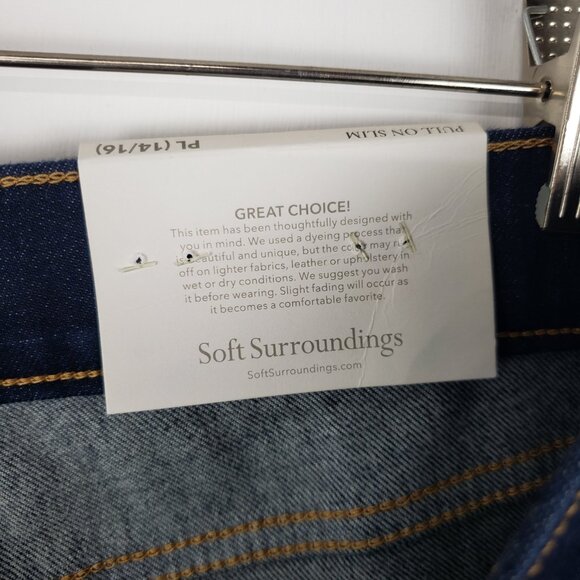 PL (14/16)
PULL ON SLIM
GREAT CHOICE!
This item has been thoughtfully designed with
you in mind. We used a dyeing process that
is beautiful and unique, but the color may rub
off on lighter fabrics, leather or upholstery in
wet or dry conditions. We suggest you wash
it before wearing. Slight fading will occur as
it becomes a comfortable favorite.
Soft Surroundings
SoftSurroundings.com